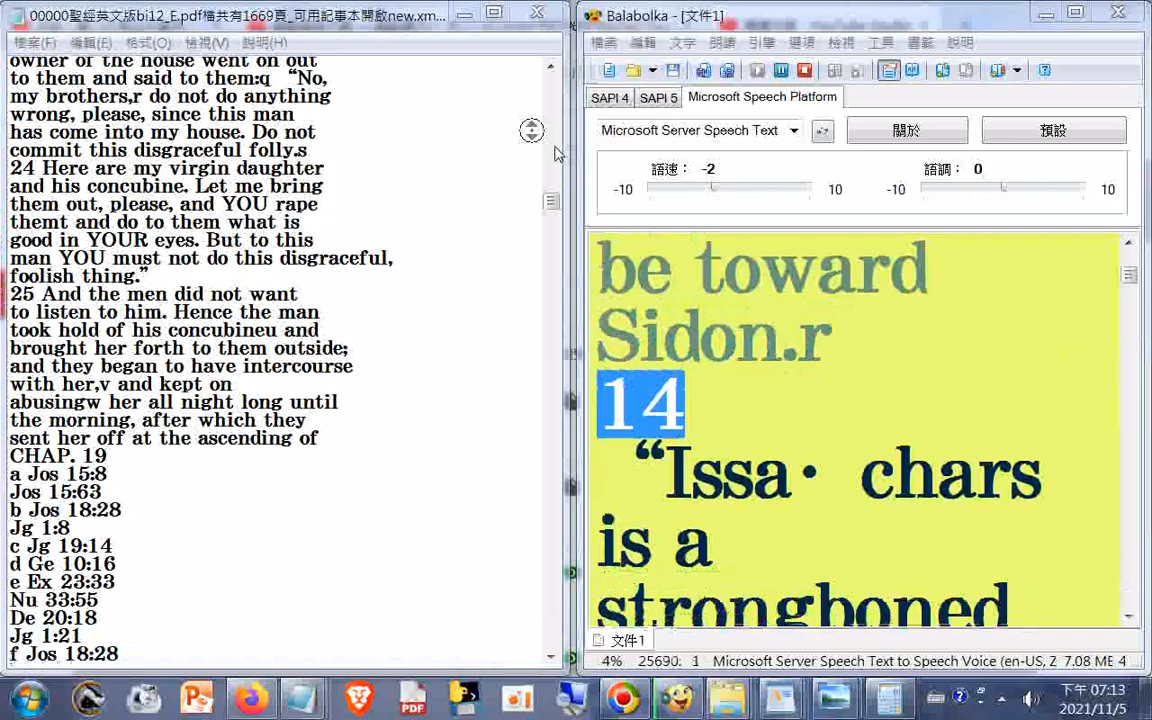 00000聖經英文版bi12_E.pdf檔共有1669頁_可用記事本開啟new.xm...
檔案(F) 編輯(E) 格式(O) 檢視(V) 說明(H)
owner of the house went on out
to them and said to them:q “No,
my brothers,r do not do anything
wrong, please, since this man
has come into my house. Do not
commit this disgraceful folly.s
24 Here are my virgin daughter
and his concubine. Let me bring
them out, please, and YOU rape
themt and do to them what is
good in YOUR eyes. But to this
man YOU must not do this disgraceful,
foolish thing.”
25 And the men did not want
to listen to him. Hence the man
took hold of his concubineu and
brought her forth to them outside;
and they began to have intercourse
with her,v and kept on
abusingw her all night long until
the morning, after which they
sent her off at the ascending of
CHAP. 19
a Jos 15:8
Jos 15:63
b Jos 18:28
Jg 1:8
c Jg 19:14
d Ge 10:16
e Ex 23:33
Nu 33:55
De 20:18
Jg 1:21
f Jos 18:28
Balabolka - [文件1]
檔案 編輯 文字 朗讀 引擎 選項 檢視 工具 書籤 說明
SAPI 4 SAPI 5 Microsoft Speech Platform
Microsoft Server Speech Text 關於 預設
語速： -2 語調： 0
-10 10 -10 10
be toward
Sidon.r
14
“Issa· chars
is a
strongboned
文件1
4% 25690. 1 Microsoft Server Speech Text to Speech Voice (en-US, 2 7.08 ME 4
PDF
下午 07:13
2021/11/5